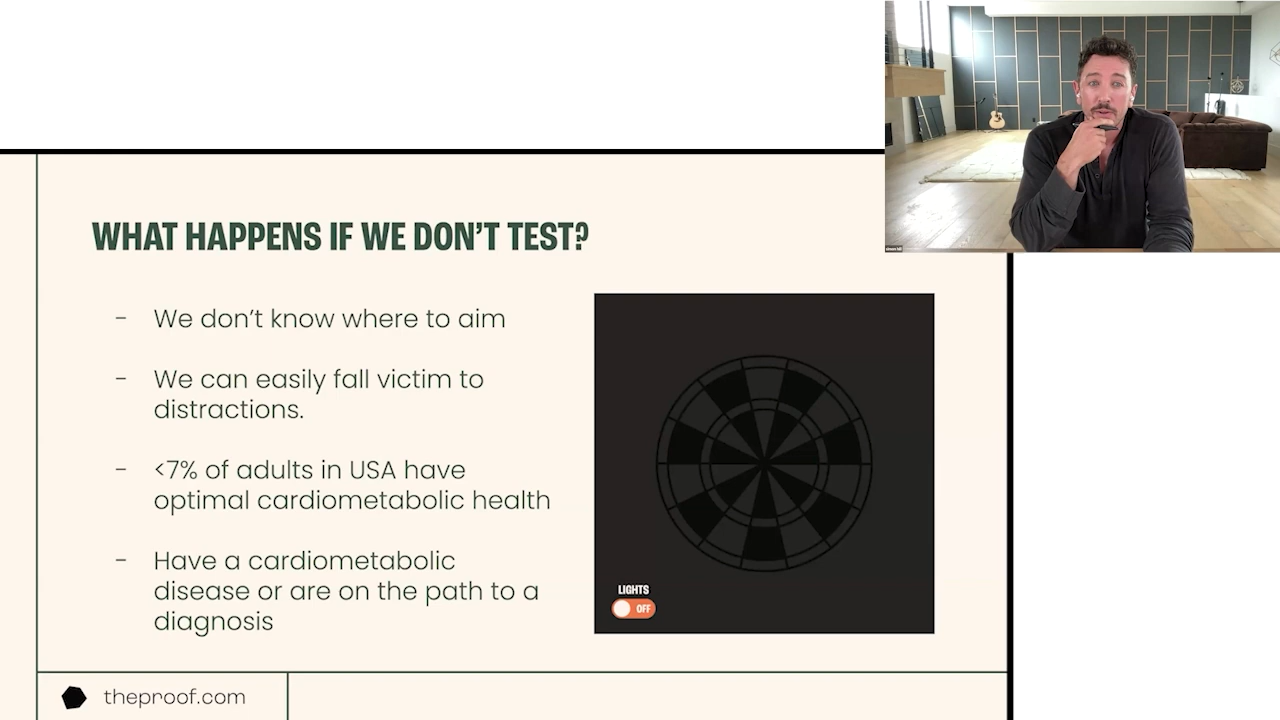 WHAT HAPPENS IF WE DON'T TEST?
- We don't know where to aim
- We can easily fall victim to
distractions.
- <7% of adults in USA have
optimal cardiometabolic health
- Have a cardiometabolic
disease or are on the path to a
diagnosis
LIGHTS
OFF
theproof.com